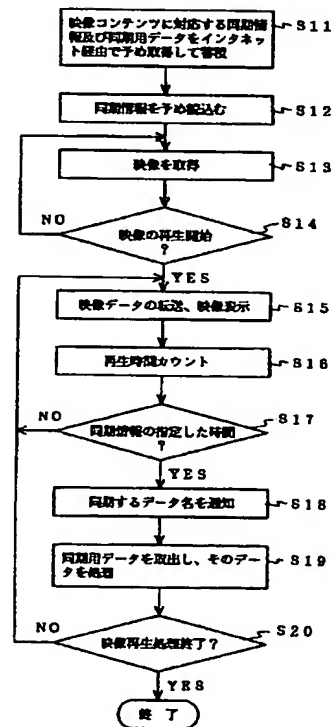 映像コンテンツに対応する同期情
報及び同期用データをインタネッ
ト経由で予め取得して蓄積
S11
同期情報を予め読込む
S12
映像を取得
S13
NO
映像の再生開始
?
S14
YES
映像データの転送、映像表示
S15
再生時間カウント
S16
NO
同期情報の指定した時間
?
S17
YES
同期するデータ名を通知
S18
同期用データを取出し、そのデー
タを処理
S19
NO
映像再生処理終了?
S20
YES
終了